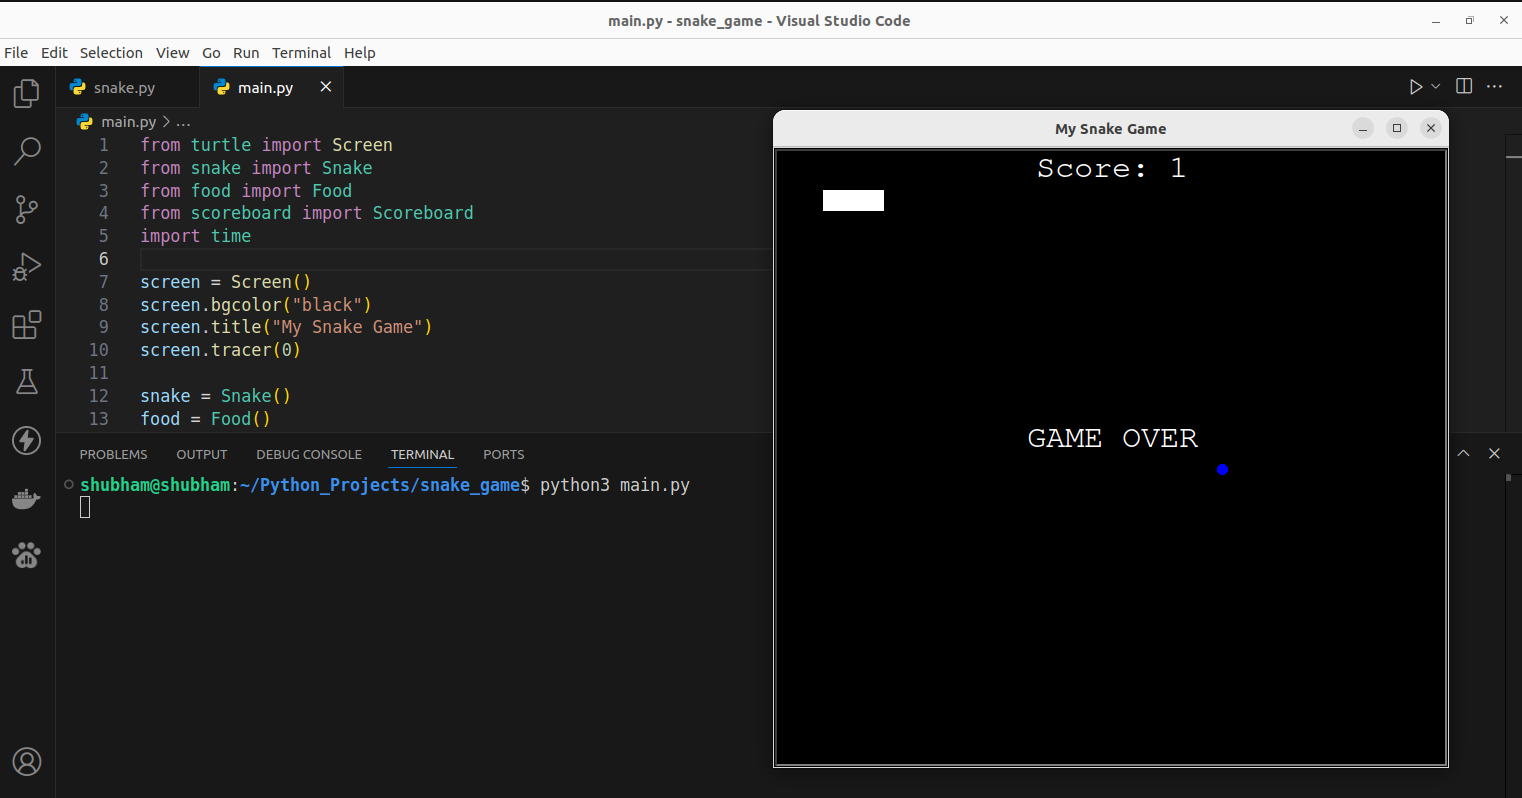 main.py - snake_game - Visual Studio Code
File Edit Selection View Go Run Terminal Help
snake.py main.py
main.py > ...
1 from turtle import Screen
2 from snake import Snake
3 from food import Food
4 from scoreboard import Scoreboard
5 import time
6
7 screen = Screen()
8 screen.bgcolor("black")
9 screen.title("My Snake Game")
10 screen.tracer(0)
11
12 snake = Snake()
13 food = Food()
PROBLEMS OUTPUT DEBUG CONSOLE TERMINAL PORTS
shubham@shubham:~/Python_Projects/snake_game$ python3 main.py
My Snake Game
Score: 1
GAME OVER